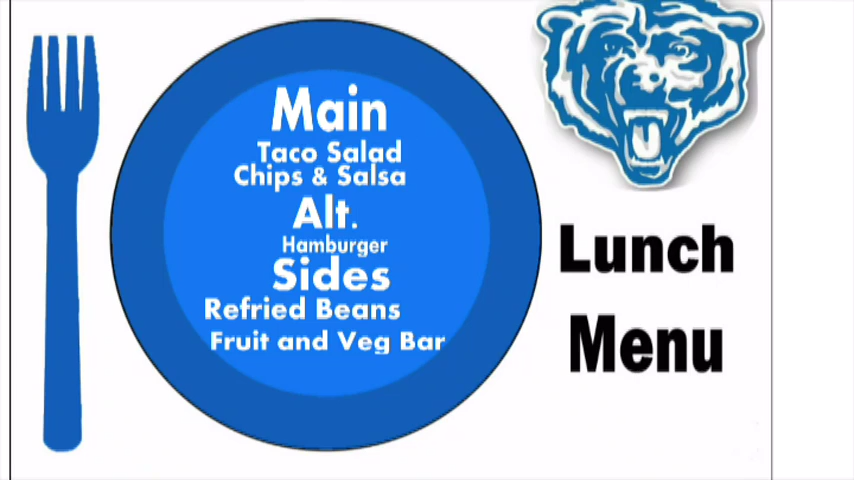 Main
Taco Salad
Chips & Salsa
Alt.
Hamburger
Sides
Refried Beans
Fruit and Veg Bar
Lunch
Menu